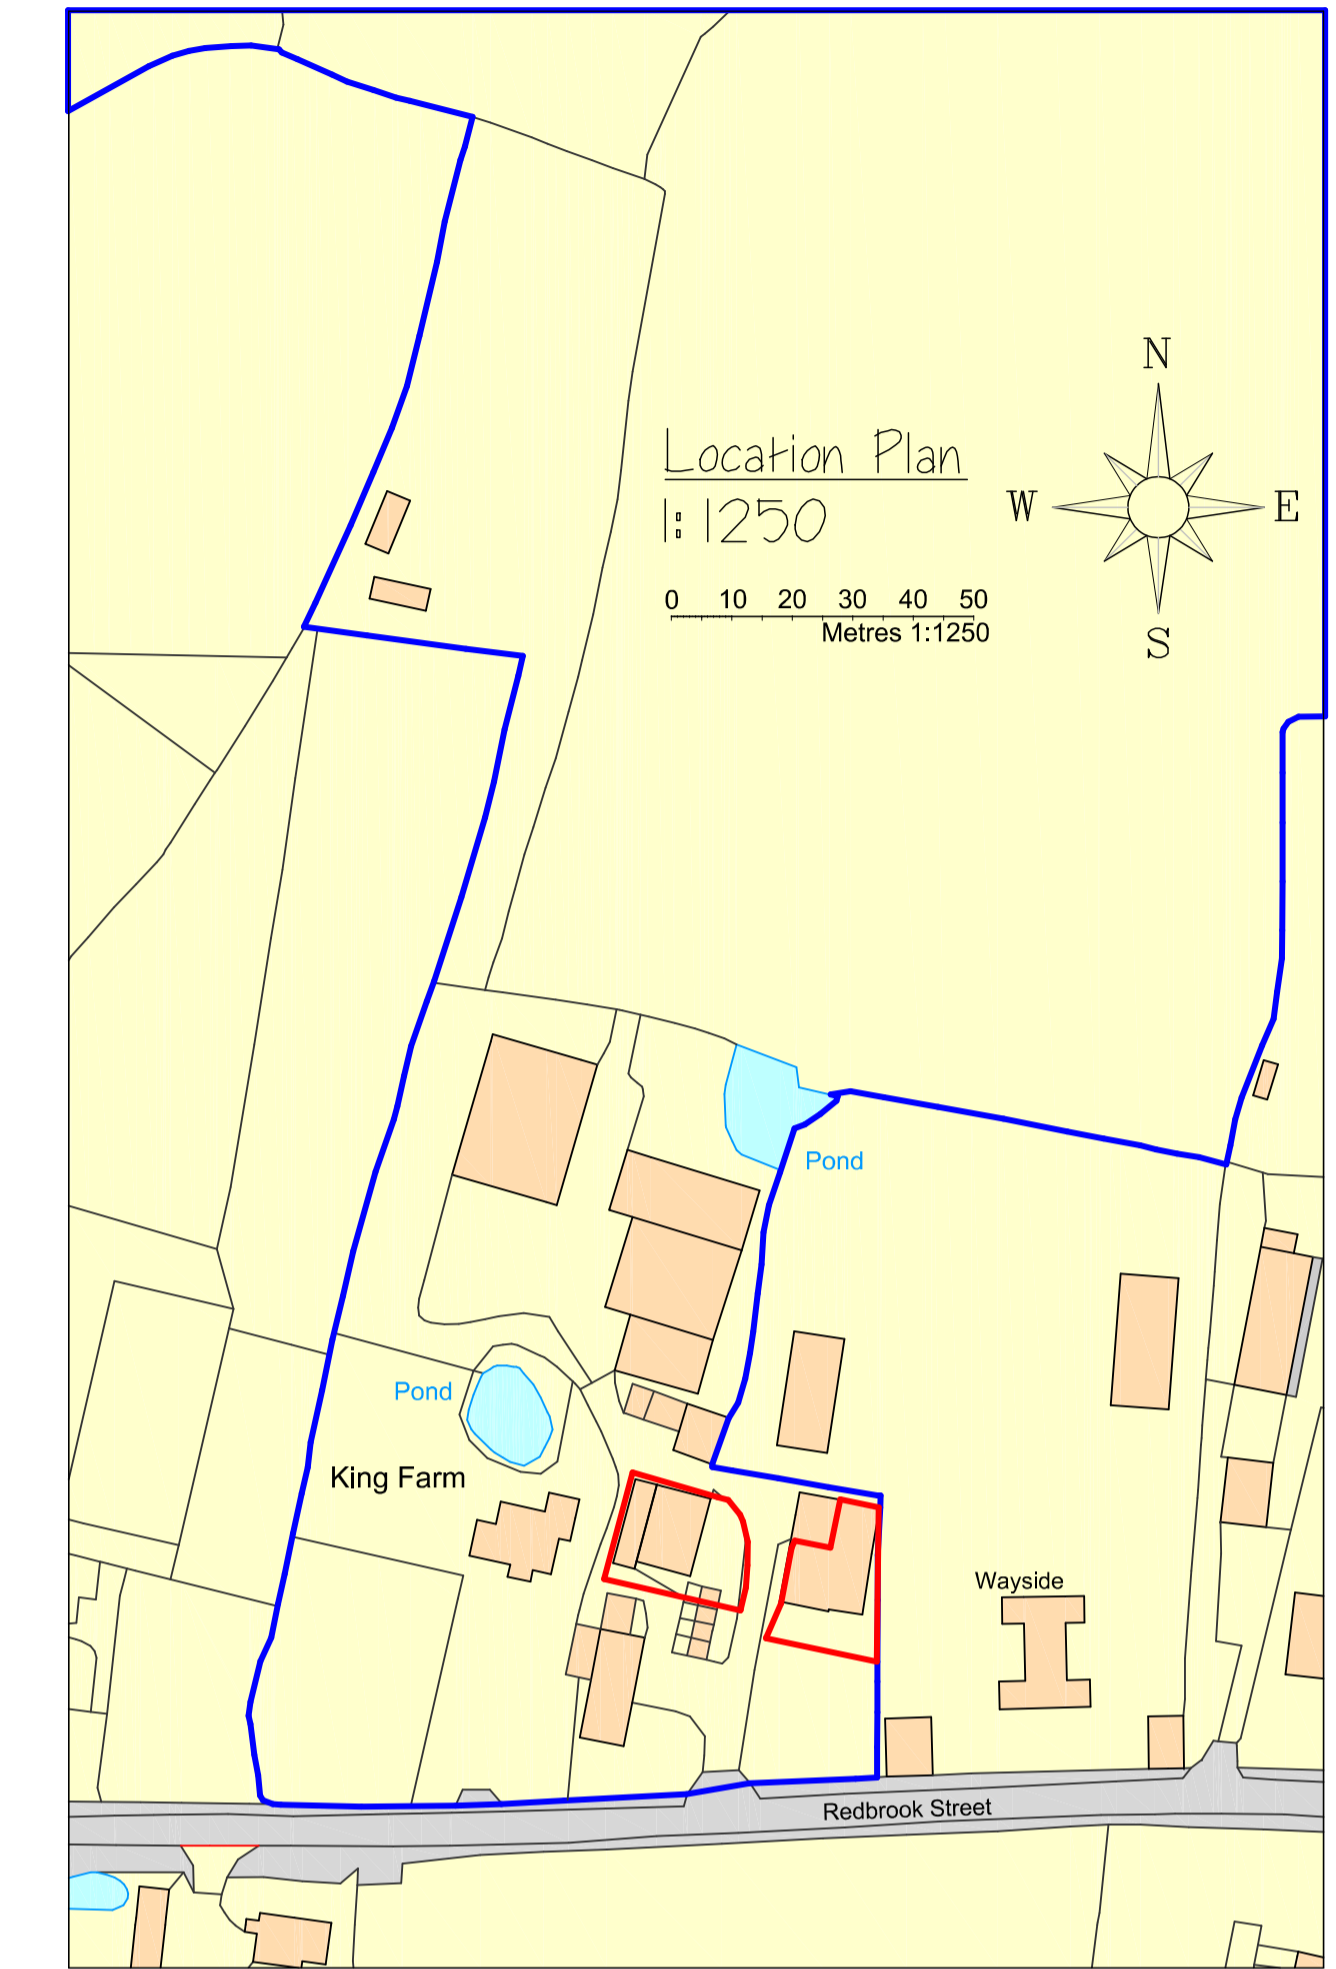 N
Location Plan
W E
1:1250
0 10 20 30 40 50
Metres 1:1250
S
Pond
Pond
King Farm
Wayside
Redbrook Street